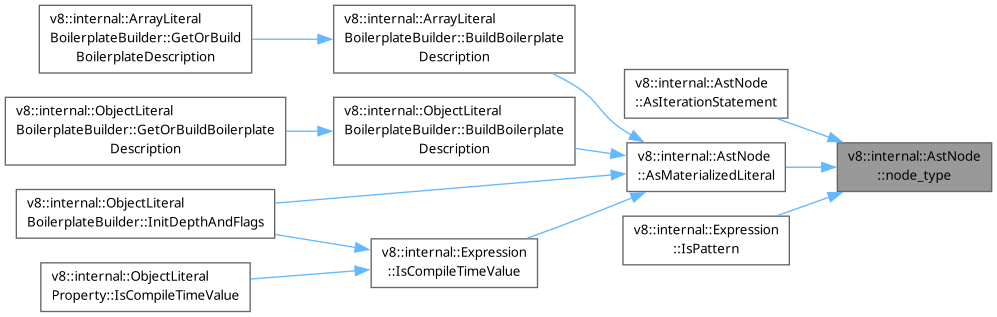 v8::internal::ArrayLiteral
BoilerplateBuilder::GetOrBuild
BoilerplateDescription
v8::internal::ArrayLiteral
BoilerplateBuilder::BuildBoilerplate
Description
v8::internal::AstNode
::AsIterationStatement
v8::internal::ObjectLiteral
BoilerplateBuilder::GetOrBuildBoilerplate
Description
v8::internal::ObjectLiteral
BoilerplateBuilder::BuildBoilerplate
Description
v8::internal::AstNode
::AsMaterializedLiteral
v8::internal::AstNode
::node_type
v8::internal::ObjectLiteral
BoilerplateBuilder::InitDepthAndFlags
v8::internal::Expression
::IsCompileTimeValue
v8::internal::Expression
::IsPattern
v8::internal::ObjectLiteral
Property::IsCompileTimeValue